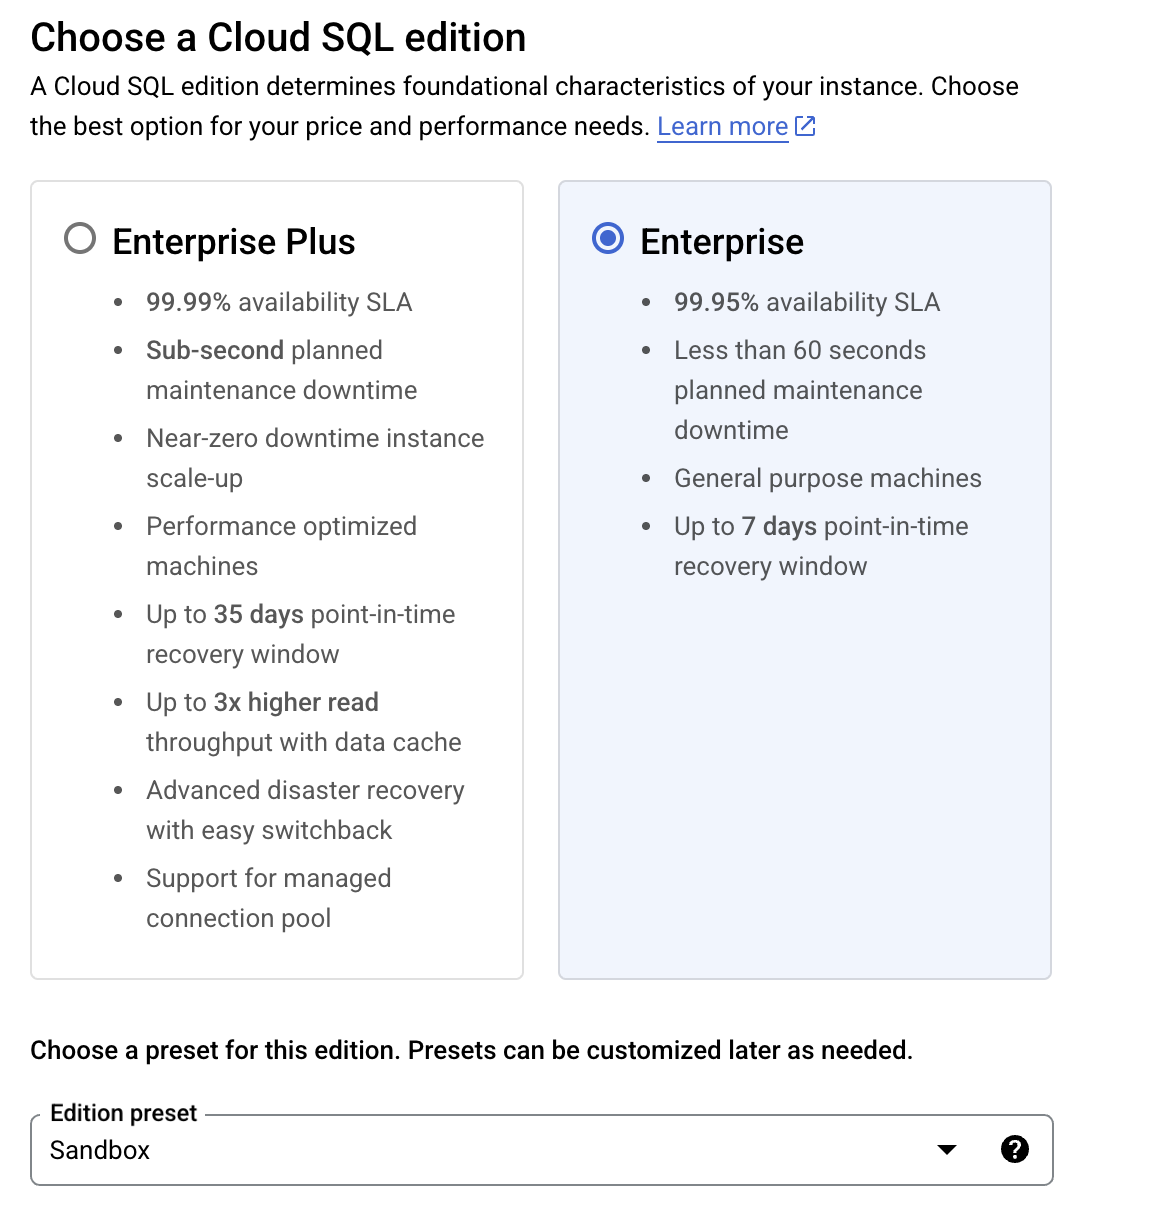 Choose a Cloud SQL edition
A Cloud SQL edition determines foundational characteristics of your instance. Choose
the best option for your price and performance needs. Learn more
Enterprise Plus
• 99.99% availability SLA
• Sub-second planned
maintenance downtime
• Near-zero downtime instance
scale-up
• Performance optimized
machines
• Up to 35 days point-in-time
recovery window
• Up to 3x higher read
throughput with data cache
• Advanced disaster recovery
with easy switchback
• Support for managed
connection pool
Enterprise
• 99.95% availability SLA
• Less than 60 seconds
planned maintenance
downtime
• General purpose machines
• Up to 7 days point-in-time
recovery window
Choose a preset for this edition. Presets can be customized later as needed.
Edition preset
Sandbox
?